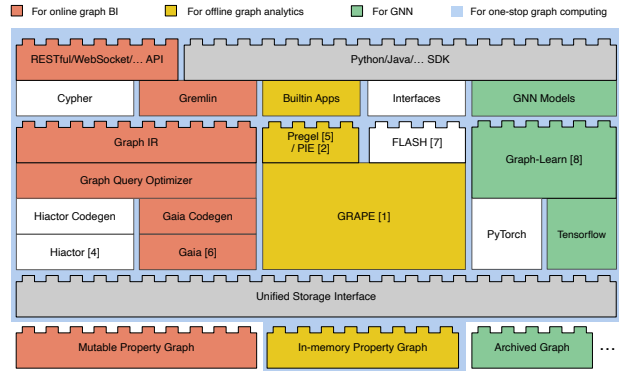 For online graph BI
For offline graph analytics
For GNN
For one-stop graph computing
RESTful/WebSocket/... API
Python/Java/... SDK
Cypher
Gremlin
Builtin Apps
Interfaces
GNN Models
Graph IR
Pregel [5]
/ PIE [2]
FLASH [7]
Graph-Learn [8]
Graph Query Optimizer
Hiactor Codegen
Gaia Codegen
GRAPE [1]
PyTorch
Tensorflow
Hiactor [4]
Gaia [6]
Unified Storage Interface
Mutable Property Graph
In-memory Property Graph
Archived Graph
...